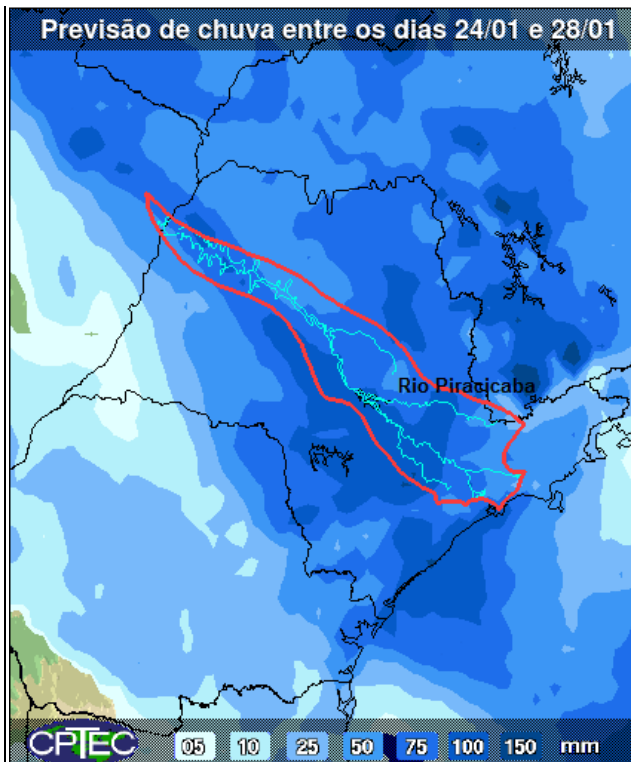 Previsão de chuva entre os dias 24/01 e 28/01
Rio Piracicaba
CPTEC 05 10 25 50 75 100 150 mm